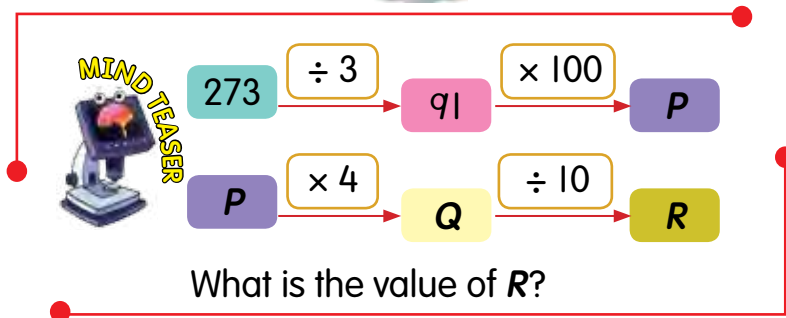 MIND TEASER
273 ÷ 3 91 × 100 P
P × 4 Q ÷ 10 R
What is the value of R?